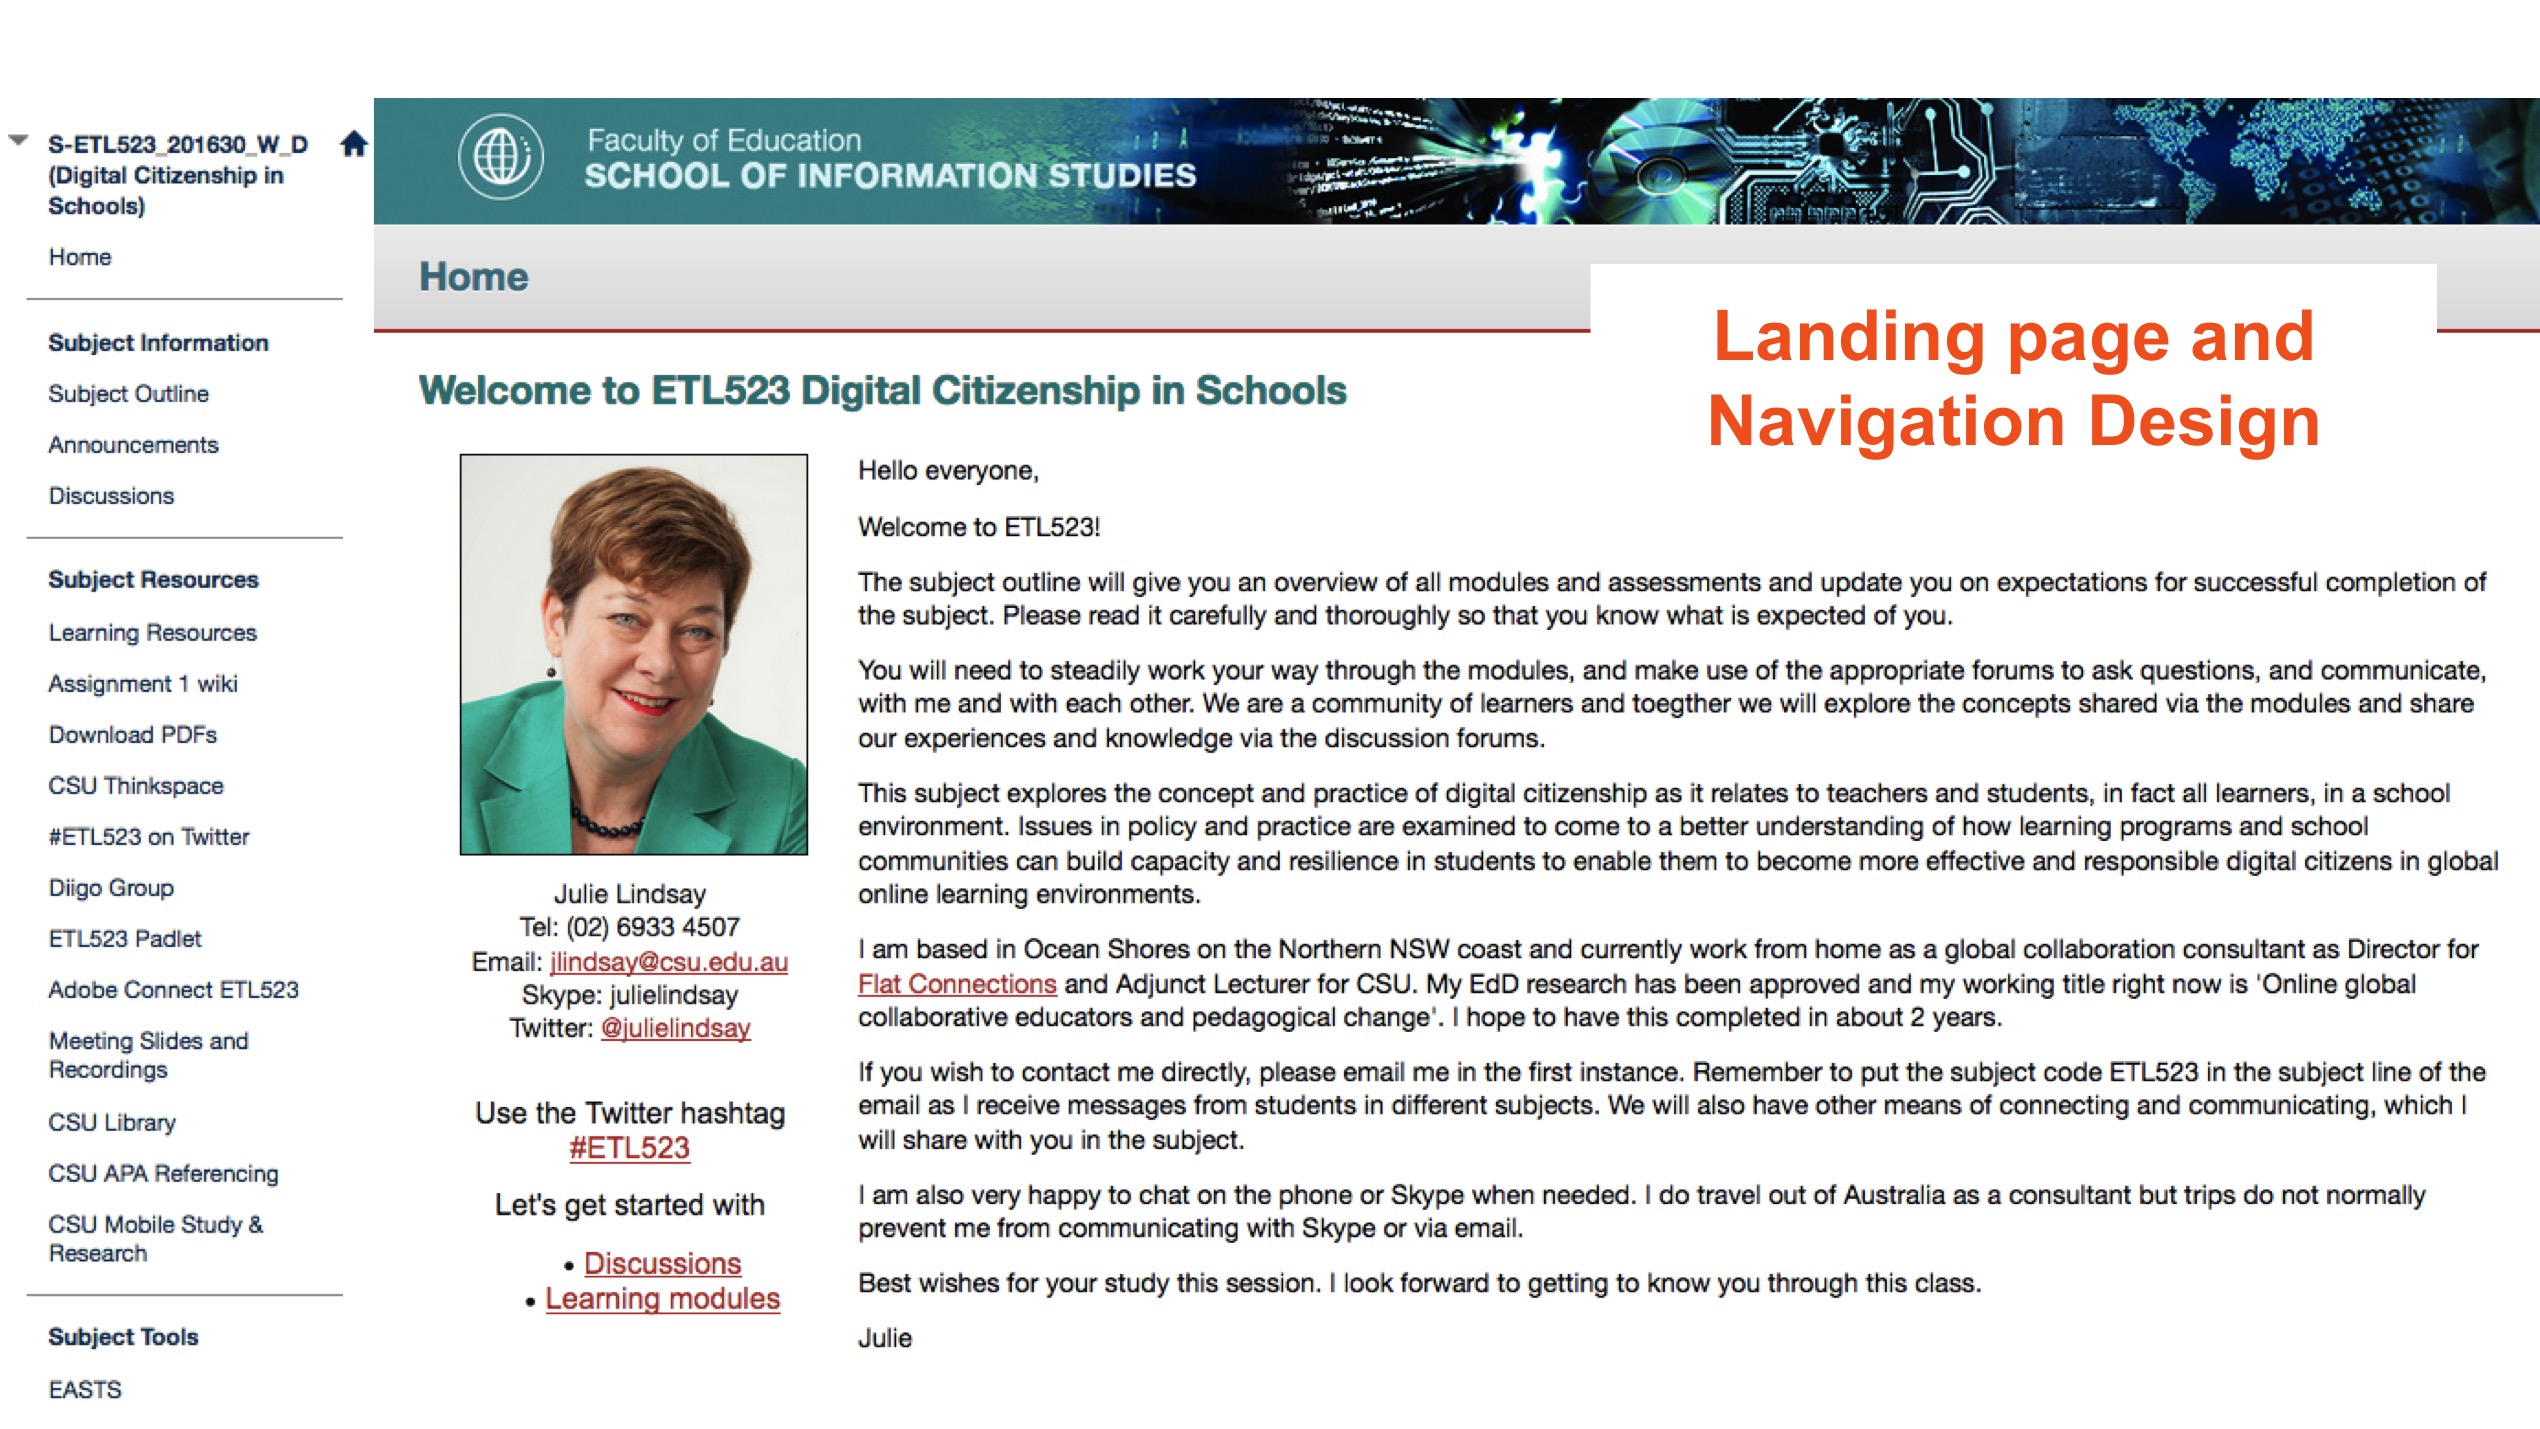 S-ETL523_201630_W_D
(Digital Citizenship in
Schools)
Home
Subject Information
Subject Outline
Announcements
Discussions
Subject Resources
Learning Resources
Assignment 1 wiki
Download PDFs
CSU Thinkspace
#ETL523 on Twitter
Diigo Group
ETL523 Padlet
Adobe Connect ETL523
Meeting Slides and
Recordings
CSU Library
CSU APA Referencing
CSU Mobile Study &
Research
Subject Tools
EASTS
Faculty of Education
SCHOOL OF INFORMATION STUDIES
Home
Landing page and
Navigation Design
Welcome to ETL523 Digital Citizenship in Schools
Julie Lindsay
Tel: (02) 6933 4507
Email: jlindsay@csu.edu.au
Skype: julielindsay
Twitter: @julielindsay
Use the Twitter hashtag
#ETL523
Let's get started with
• Discussions
• Learning modules
Hello everyone,
Welcome to ETL523!
The subject outline will give you an overview of all modules and assessments and update you on expectations for successful completion of
the subject. Please read it carefully and thoroughly so that you know what is expected of you.
You will need to steadily work your way through the modules, and make use of the appropriate forums to ask questions, and communicate,
with me and with each other. We are a community of learners and toegther we will explore the concepts shared via the modules and share
our experiences and knowledge via the discussion forums.
This subject explores the concept and practice of digital citizenship as it relates to teachers and students, in fact all learners, in a school
environment. Issues in policy and practice are examined to come to a better understanding of how learning programs and school
communities can build capacity and resilience in students to enable them to become more effective and responsible digital citizens in global
online learning environments.
I am based in Ocean Shores on the Northern NSW coast and currently work from home as a global collaboration consultant as Director for
Flat Connections and Adjunct Lecturer for CSU. My EdD research has been approved and my working title right now is 'Online global
collaborative educators and pedagogical change'. I hope to have this completed in about 2 years.
If you wish to contact me directly, please email me in the first instance. Remember to put the subject code ETL523 in the subject line of the
email as I receive messages from students in different subjects. We will also have other means of connecting and communicating, which I
will share with you in the subject.
I am also very happy to chat on the phone or Skype when needed. I do travel out of Australia as a consultant but trips do not normally
prevent me from communicating with Skype or via email.
Best wishes for your study this session. I look forward to getting to know you through this class.
Julie